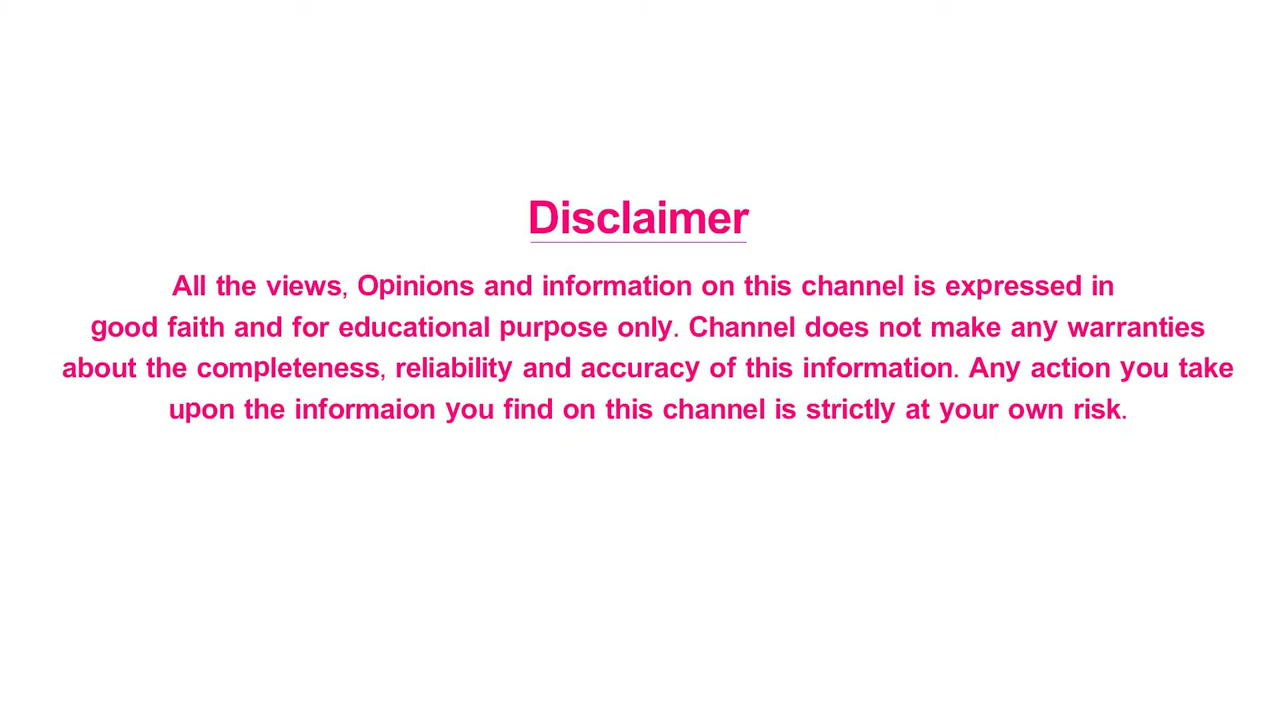 Disclaimer
All the views, Opinions and information on this channel is expressed in
good faith and for educational purpose only. Channel does not make any warranties
about the completeness, reliability and accuracy of this information. Any action you take
upon the informaion you find on this channel is strictly at your own risk.